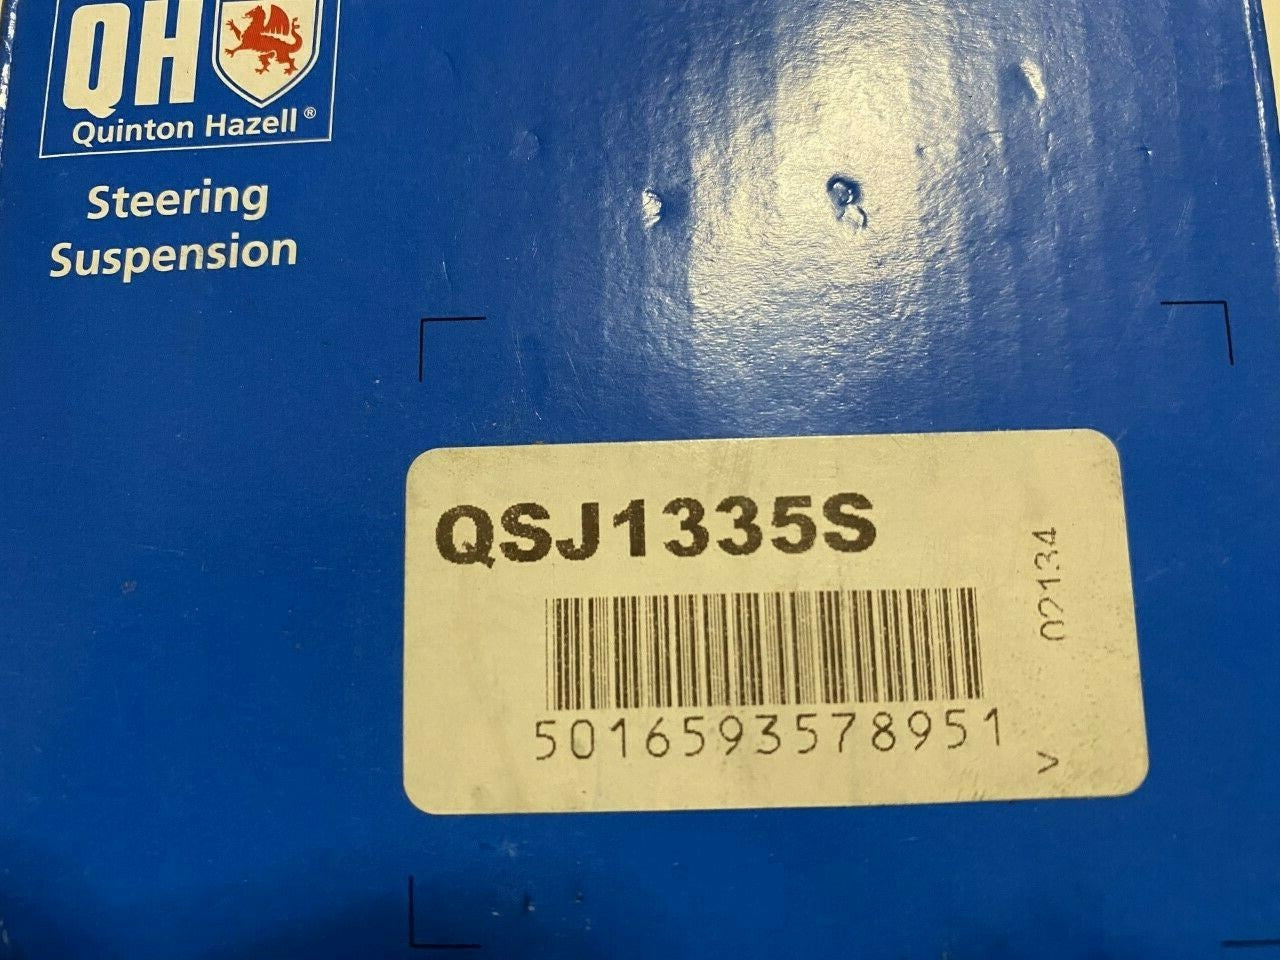 QH
Quinton Hazell®
Steering
Suspension
QSJ1335S
5016593578951
> 02134